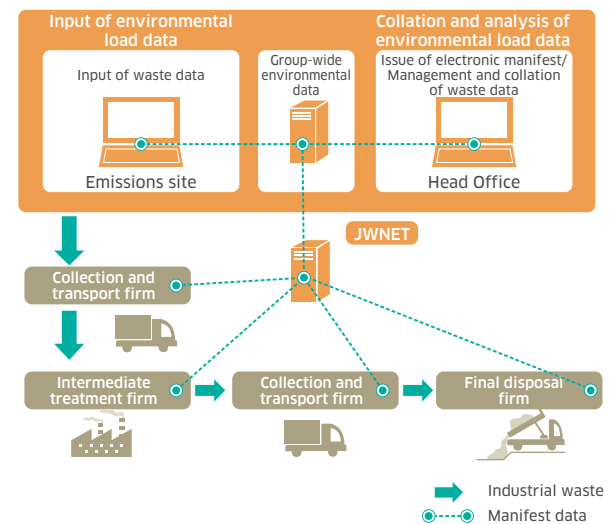 Input of environmental
load data
Collation and analysis of
environmental load data
Input of waste data
Group-wide
environmental
data
Issue of electronic manifest/
Management and collation
of waste data
Emissions site
Head Office
JWNET
Collection and
transport firm
Intermediate
treatment firm
Collection and
transport firm
Final disposal
firm
Industrial waste
Manifest data